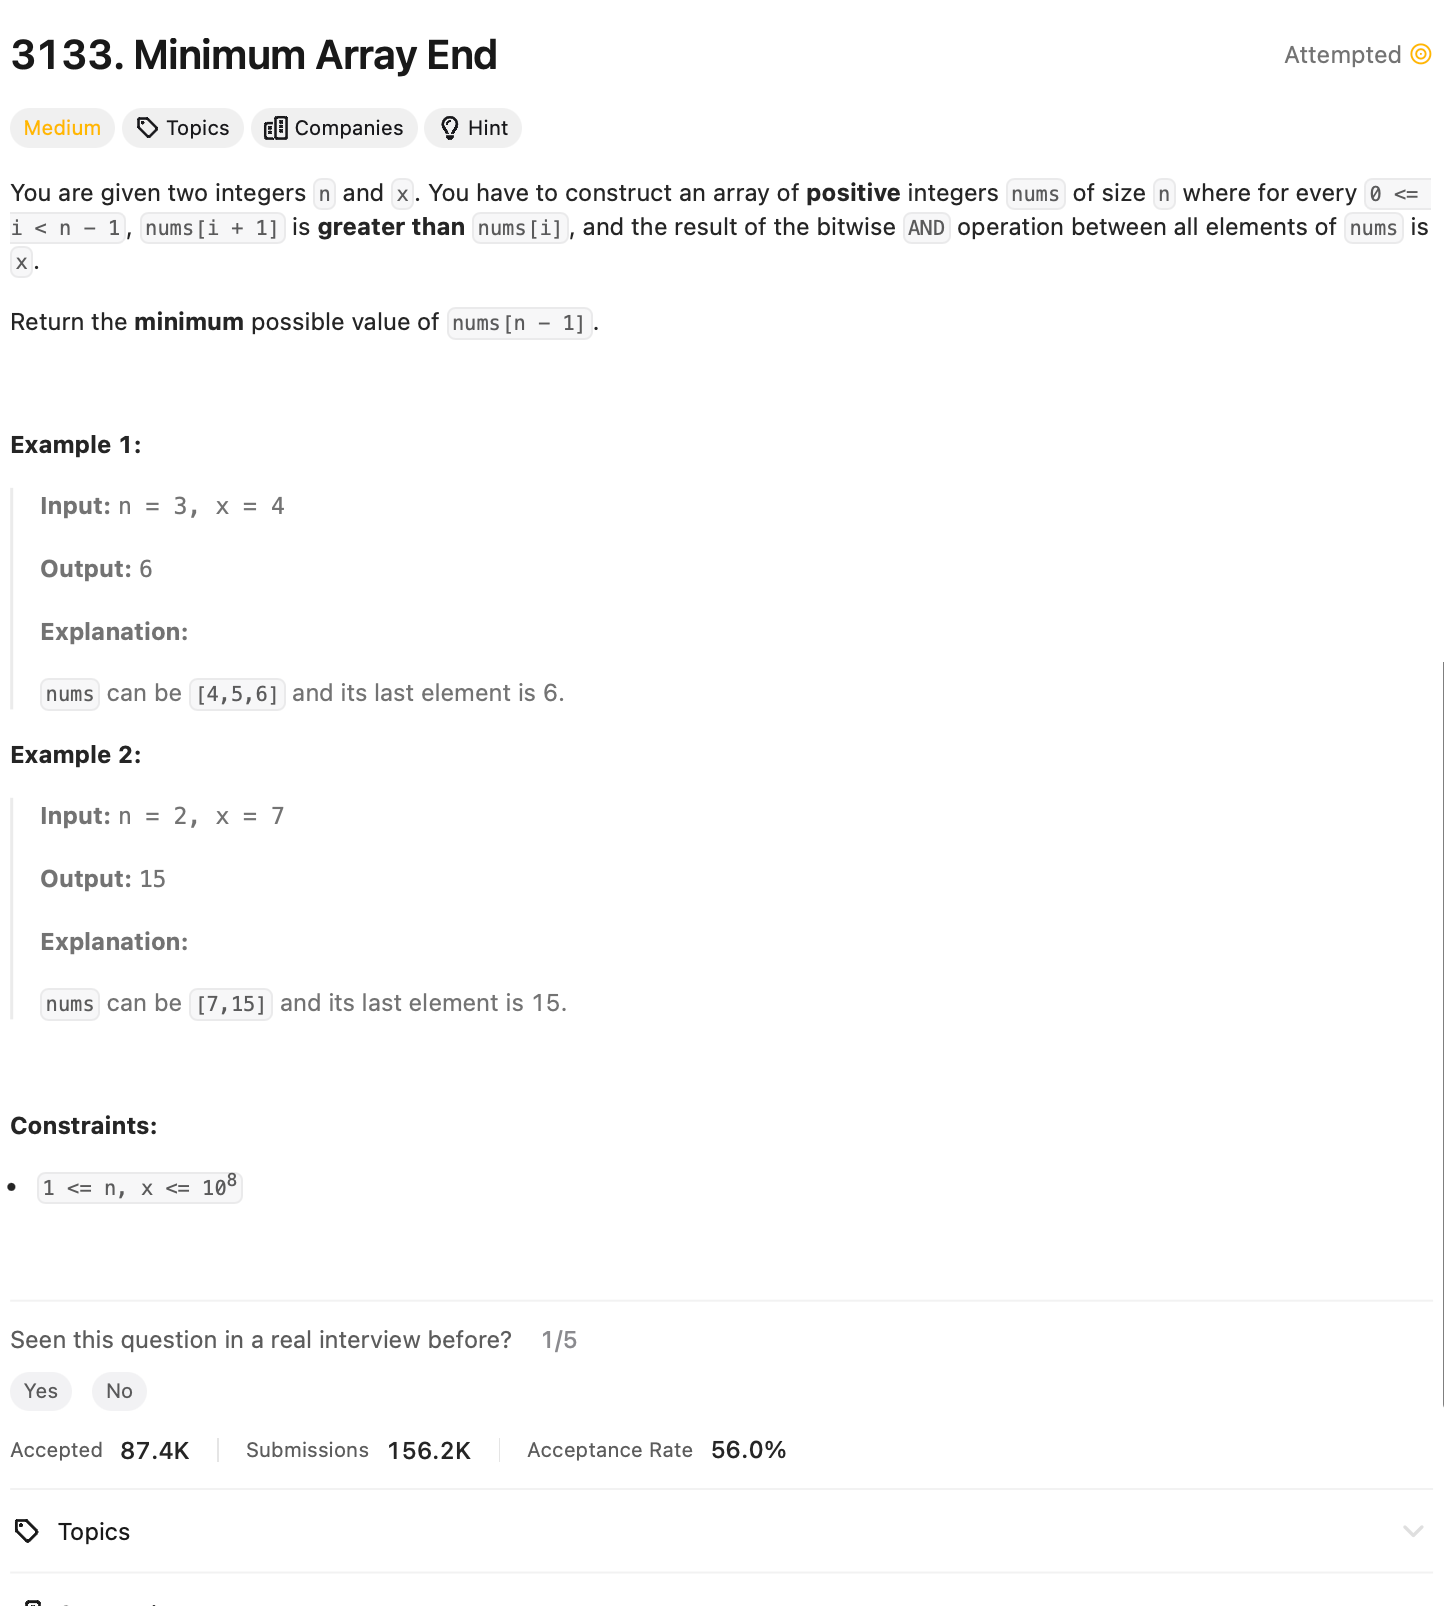 3133. Minimum Array End
Attempted
Medium
Topics
Companies
Hint
You are given two integers n and x. You have to construct an array of positive integers nums of size n where for every 0 <=
i < n - 1, nums[i + 1] is greater than nums[i], and the result of the bitwise AND operation between all elements of nums is
x.
Return the minimum possible value of nums[n - 1].
Example 1:
Input: n = 3, x = 4
Output: 6
Explanation:
nums can be [4,5,6] and its last element is 6.
Example 2:
Input: n = 2, x = 7
Output: 15
Explanation:
nums can be [7,15] and its last element is 15.
Constraints:
• 1 <= n, x <= 10⁸
Seen this question in a real interview before? 1/5
Yes No
Accepted 87.4K Submissions 156.2K Acceptance Rate 56.0%
Topics